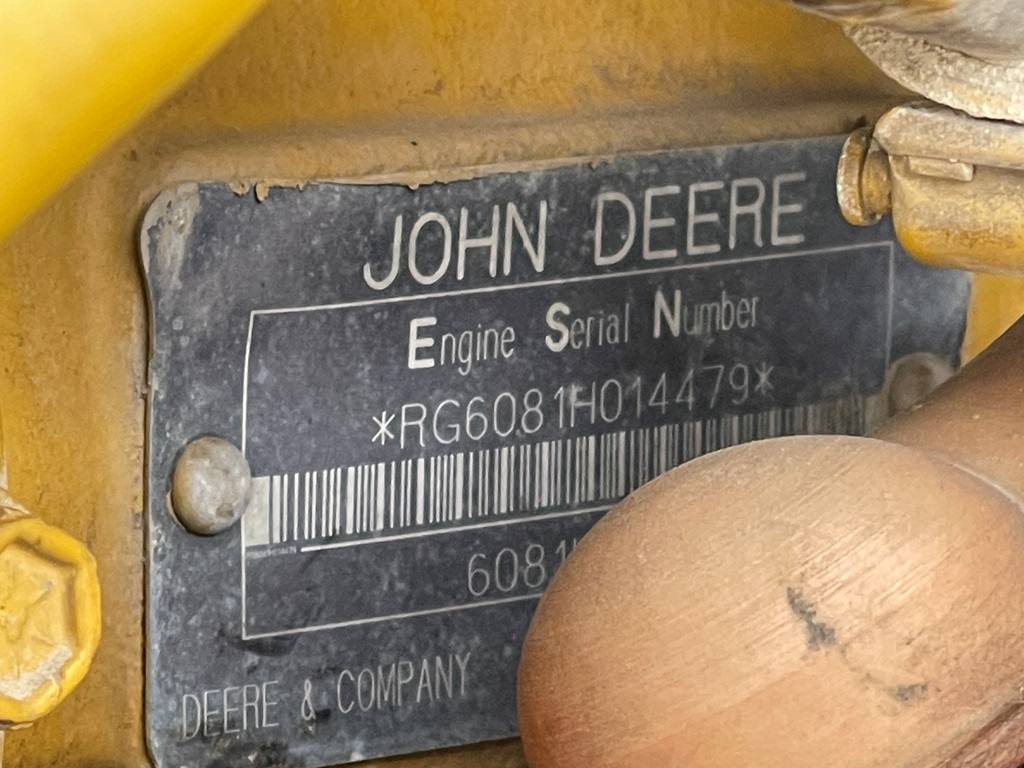 JOHN DEERE
Engine Serial Number
*RG6081H014479*
6081
DEERE & COMPANY